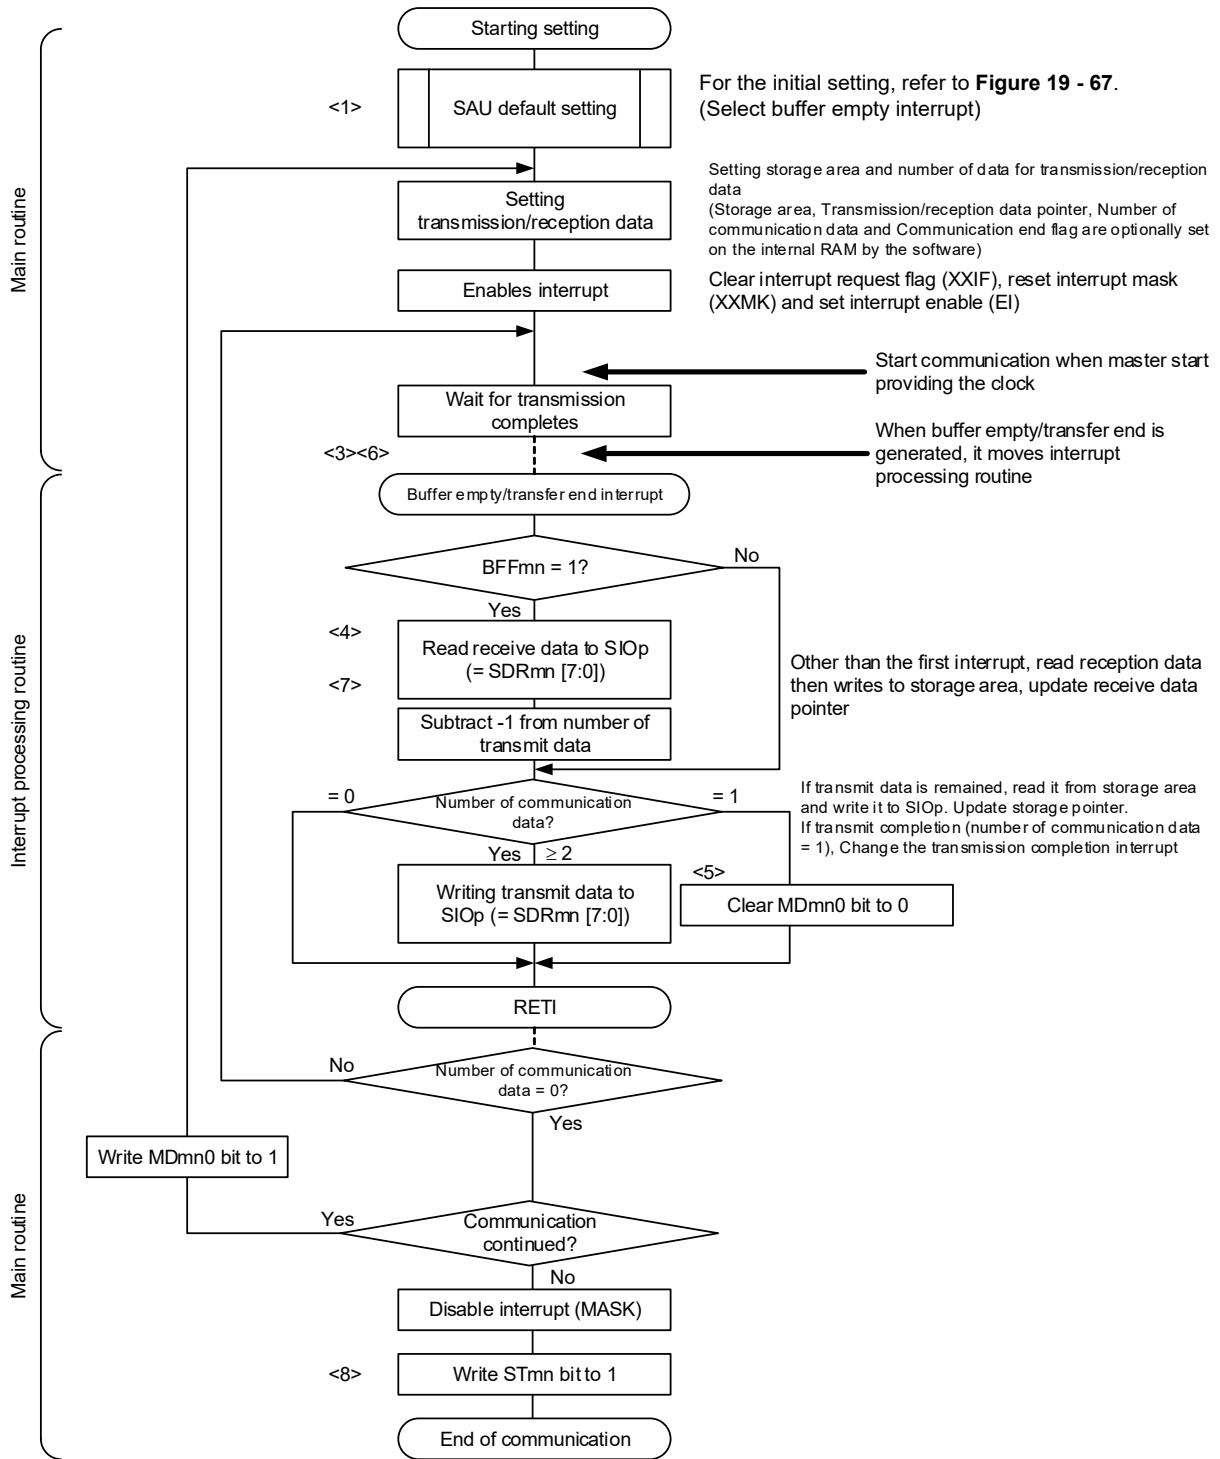 Starting setting
Main routine
<1>
SAU default setting
For the initial setting, refer to Figure 19 - 67.
(Select buffer empty interrupt)
Setting
transmission/reception data
Setting storage area and number of data for transmission/reception
data
(Storage area, Transmission/reception data pointer, Number of
communication data and Communication end flag are optionally set
on the internal RAM by the software)
Enables interrupt
Clear interrupt request flag (XXIF), reset interrupt mask
(XXMK) and set interrupt enable (EI)
Start communication when master start
providing the clock
Wait for transmission
completes
<3><6>
When buffer empty/transfer end is
generated, it moves interrupt
processing routine
Interrupt processing routine
Buffer empty/transfer end interrupt
BFFmn = 1?
No
Yes
<4>
Read receive data to SIOp
(= SDRmn [7:0])
<7>
Other than the first interrupt, read reception data
then writes to storage area, update receive data
pointer
Subtract -1 from number of
transmit data
= 0
Number of communication
data?
= 1
If transmit data is remained, read it from storage area
and write it to SIOp. Update storage pointer.
If transmit completion (number of communication data
= 1), Change the transmission completion interrupt
Yes ≥ 2
<5>
Writing transmit data to
SIOp (= SDRmn [7:0])
Clear MDmn0 bit to 0
RETI
Main routine
No
Number of communication
data = 0?
Yes
Write MDmn0 bit to 1
Yes
Communication
continued?
No
Disable interrupt (MASK)
<8>
Write STmn bit to 1
End of communication